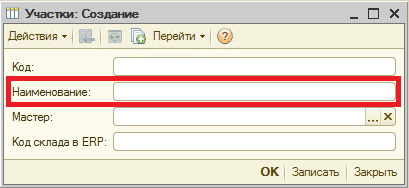 Участки: Создание
Действия Перейти
Код:
Наименование:
Мастер:
Код склада в ERP:
OK Записать Закрыть